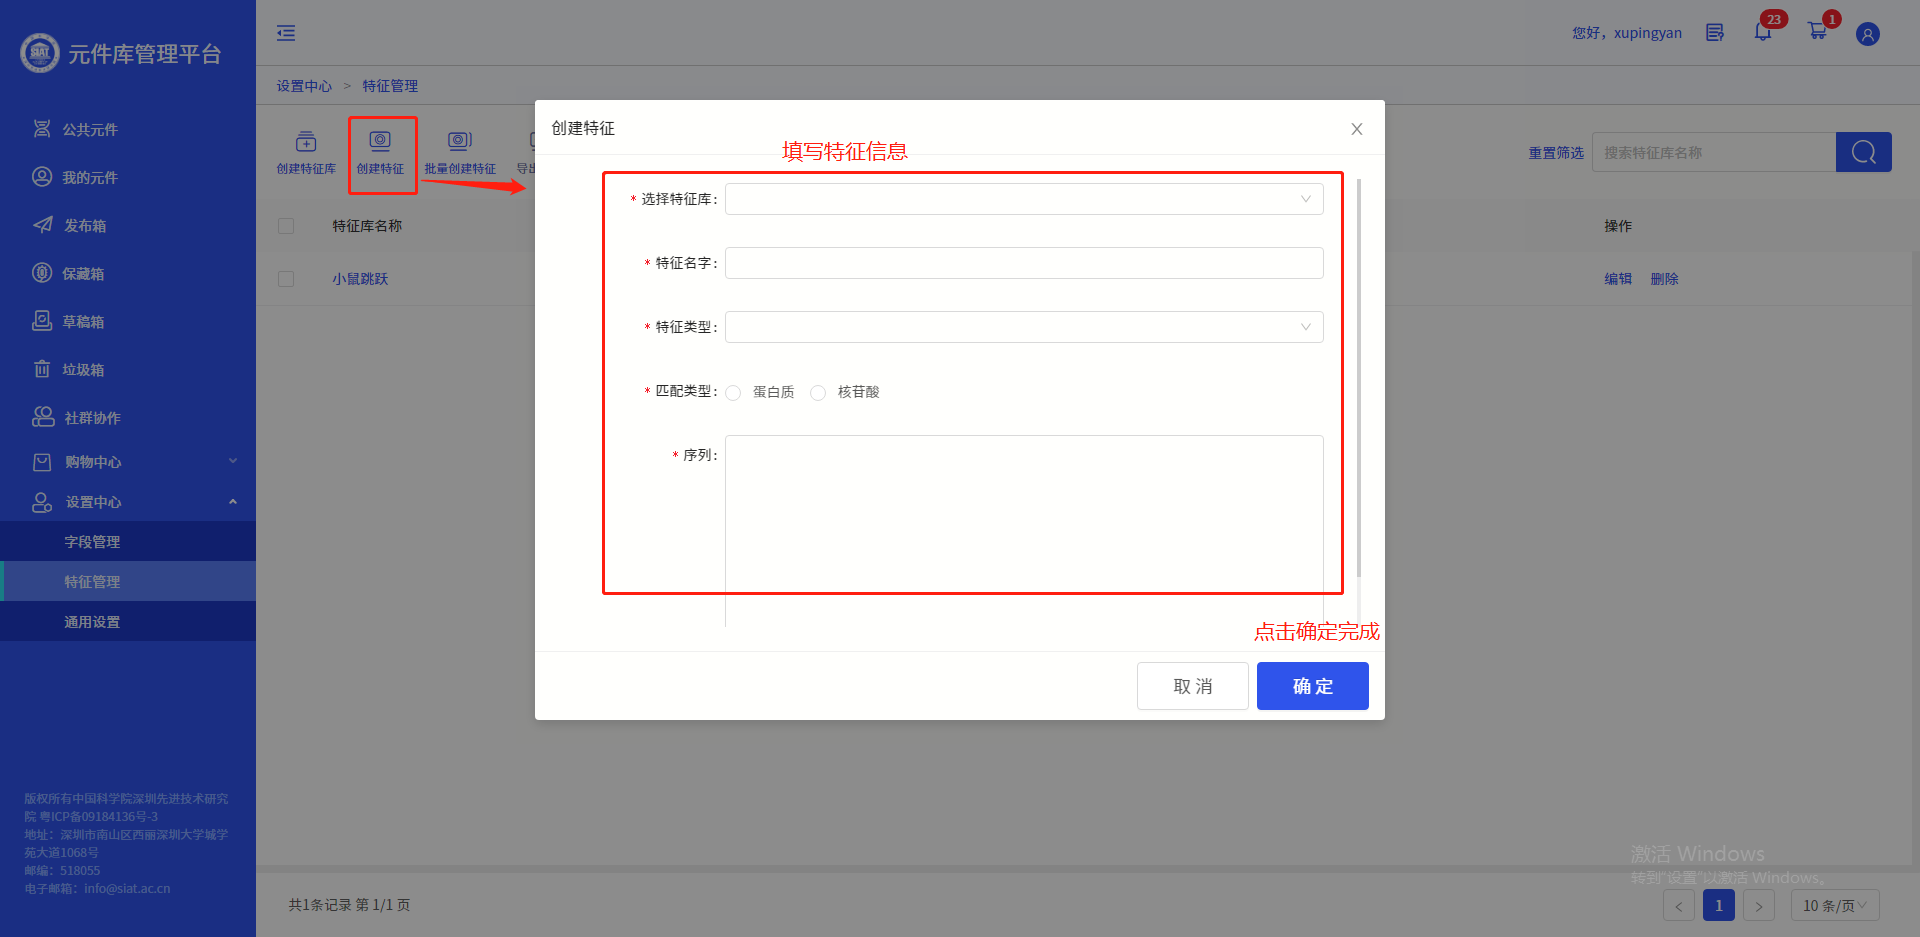 元件库管理平台
公共元件
我的元件
发布箱
保藏箱
草稿箱
垃圾箱
社群协作
购物中心
设置中心
字段管理
特征管理
通用设置
版权所有中国科学院深圳先进技术研究
院 粤ICP备09184136号-3
地址：深圳市南山区西丽深圳大学城学
苑大道1068号
邮编：518055
电子邮箱：info@siat.ac.cn
您好，xupingyan
23
1
设置中心 > 特征管理
创建特征库
创建特征
批量创建特征
导出
重置筛选
搜索特征库名称
特征库名称
操作
小鼠跳跃
编辑 删除
创建特征
填写特征信息
* 选择特征库:
* 特征名字:
* 特征类型:
* 匹配类型: 蛋白质 核苷酸
* 序列:
点击确定完成
取 消
确 定
激活 Windows
转到"设置"以激活 Windows。
共1条记录 第 1/1 页
< 1 >
10 条/页